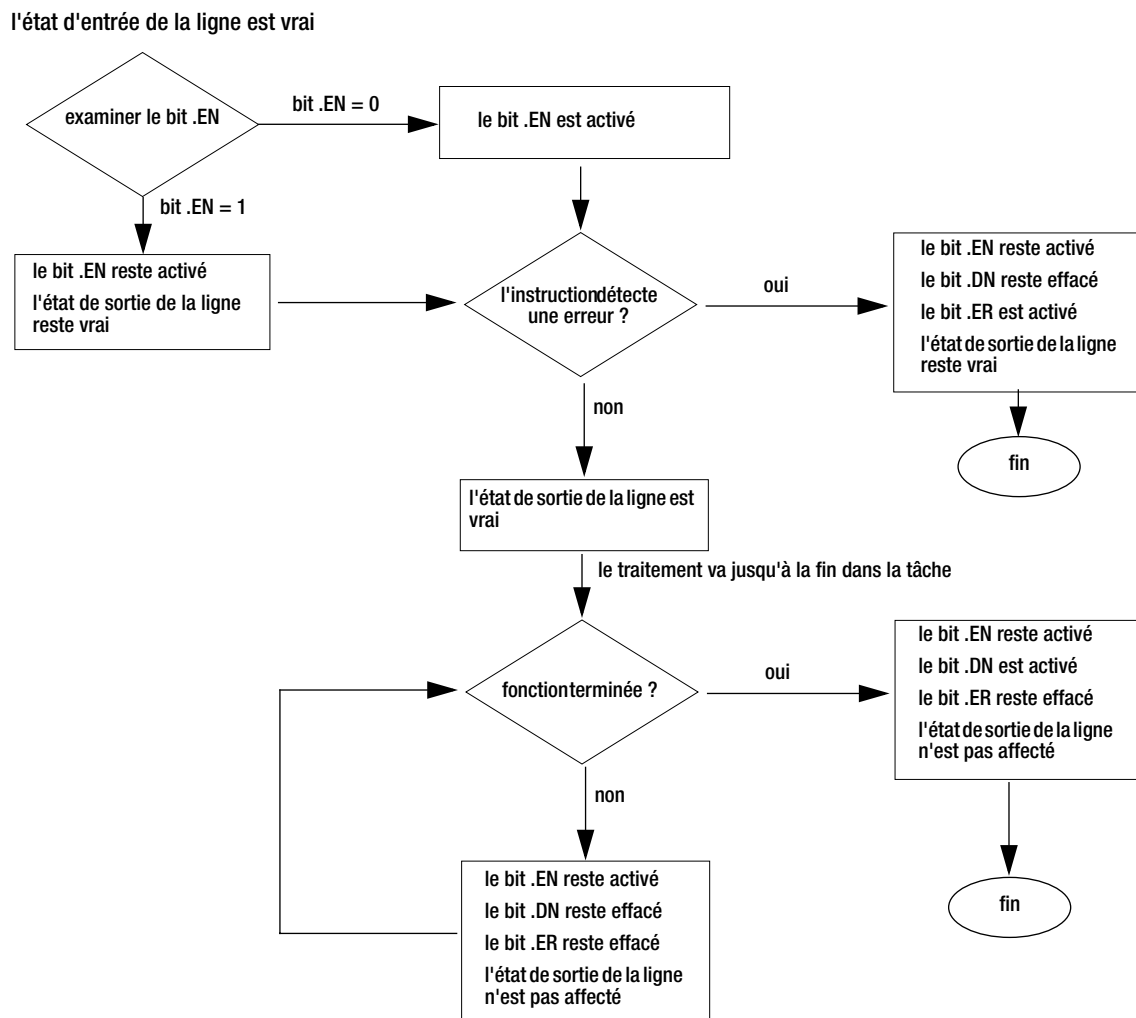 l'état d'entrée de la ligne est vrai
examiner le bit .EN
bit .EN = 0
le bit .EN est activé
bit .EN = 1
le bit .EN reste activé
l'état de sortie de la ligne
reste vrai
l'instructiondétecte
une erreur ?
oui
le bit .EN reste activé
le bit .DN reste effacé
le bit .ER est activé
l'état de sortie de la ligne
reste vrai
non
fin
l'état de sortie de la ligne est
vrai
le traitement va jusqu'à la fin dans la tâche
fonctionterminée ?
oui
le bit .EN reste activé
le bit .DN est activé
le bit .ER reste effacé
l'état de sortie de la ligne
n'est pas affecté
non
fin
le bit .EN reste activé
le bit .DN reste effacé
le bit .ER reste effacé
l'état de sortie de la ligne
n'est pas affecté